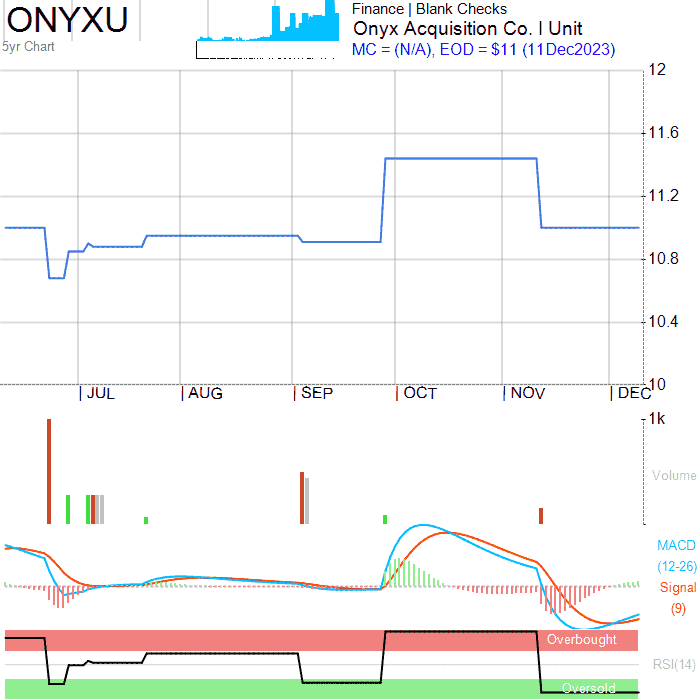 ONYXU
5yr Chart
Finance | Blank Checks
Onyx Acquisition Co. I Unit
MC = (N/A), EOD = $11 (11Dec2023)
12
11.6
11.2
10.8
10.4
10
JUL AUG SEP OCT NOV DEC
1k
Volume
MACD
(12-26)
Signal
(9)
Overbought
RSI(14)
Oversold